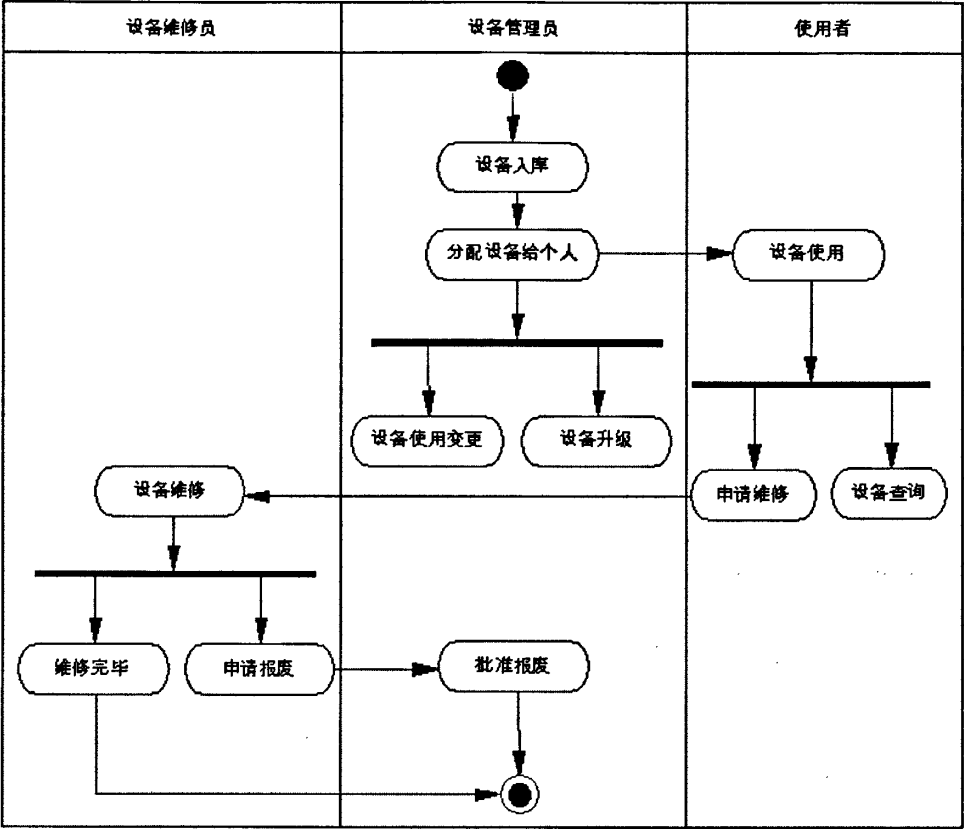 设备维修员
设备管理员
使用者
设备入库
分配设备给个人
设备使用
设备使用变更
设备升级
设备维修
申请维修
设备查询
维修完毕
申请报废
批准报废